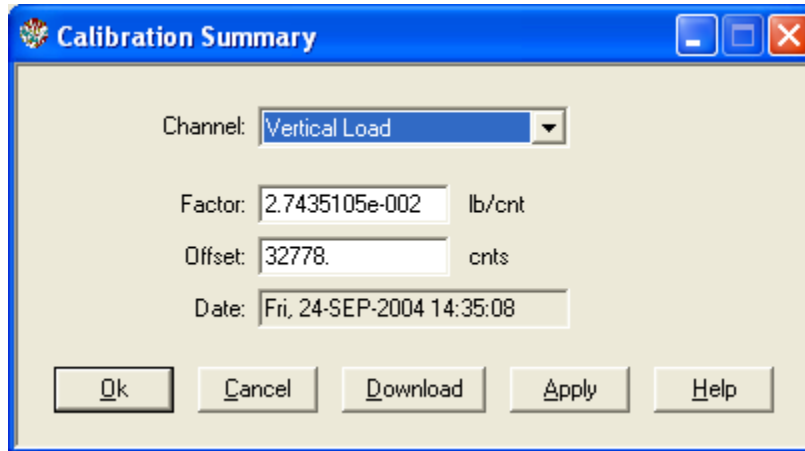 Calibration Summary
Channel: Vertical Load
Factor: 2.7435105e-002 lb/cnt
Offset: 32778. cnts
Date: Fri, 24-SEP-2004 14:35:08
Ok Cancel Download Apply Help